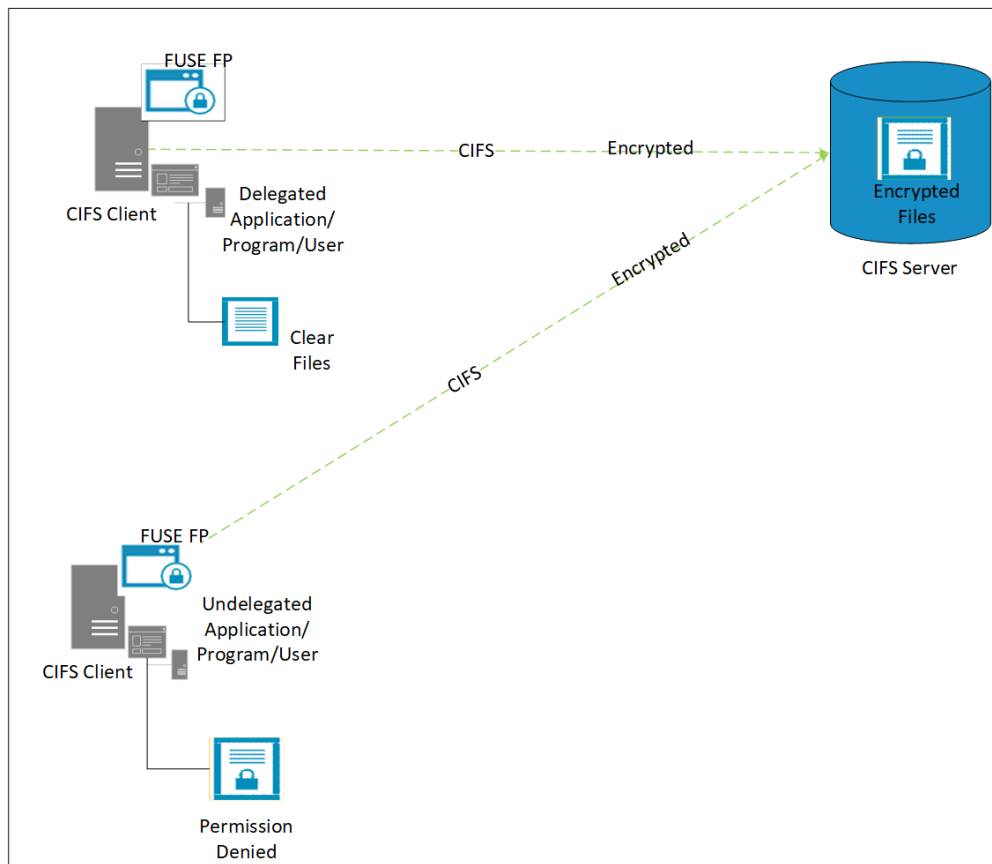 FUSE FP
CIFS
Encrypted
CIFS Client
Delegated
Application/
Program/User
Encrypted
Files
CIFS Server
Encrypted
Clear
Files
CIFS
FUSE FP
Undelegated
Application/
Program/User
CIFS Client
Permission
Denied